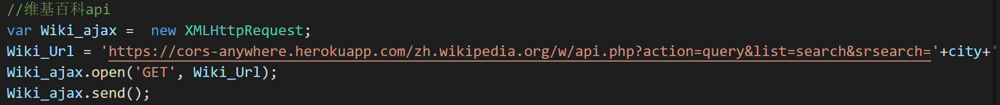 //维基百科api
var Wiki_ajax =  new XMLHttpRequest;
Wiki_Url = 'https://cors-anywhere.herokuapp.com/zh.wikipedia.org/w/api.php?action=query&list=search&srsearch='+city+'
Wiki_ajax.open('GET', Wiki_Url);
Wiki_ajax.send();